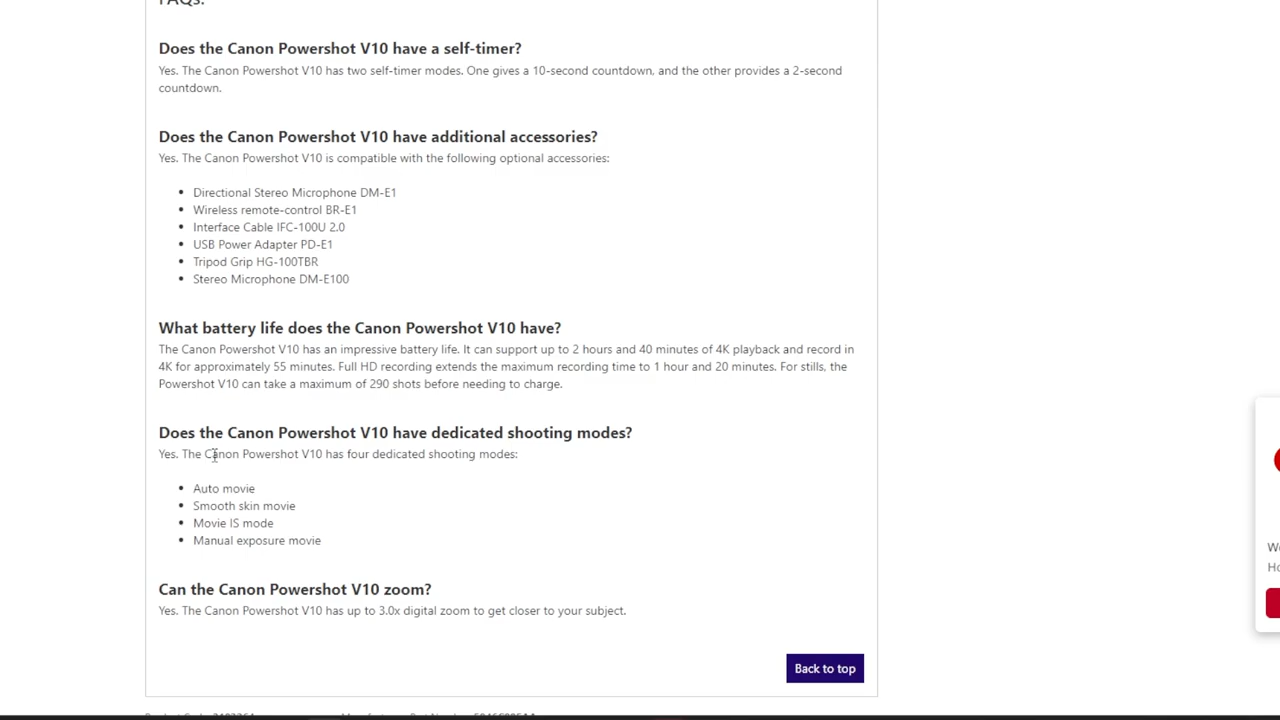 FAQs:
Does the Canon Powershot V10 have a self-timer?
Yes. The Canon Powershot V10 has two self-timer modes. One gives a 10-second countdown, and the other provides a 2-second
countdown.
Does the Canon Powershot V10 have additional accessories?
Yes. The Canon Powershot V10 is compatible with the following optional accessories:
Directional Stereo Microphone DM-E1
Wireless remote-control BR-E1
Interface Cable IFC-100U 2.0
USB Power Adapter PD-E1
Tripod Grip HG-100TBR
Stereo Microphone DM-E100
What battery life does the Canon Powershot V10 have?
The Canon Powershot V10 has an impressive battery life. It can support up to 2 hours and 40 minutes of 4K playback and record in
4K for approximately 55 minutes. Full HD recording extends the maximum recording time to 1 hour and 20 minutes. For stills, the
Powershot V10 can take a maximum of 290 shots before needing to charge.
Does the Canon Powershot V10 have dedicated shooting modes?
Yes. The Canon Powershot V10 has four dedicated shooting modes:
Auto movie
Smooth skin movie
Movie IS mode
Manual exposure movie
Can the Canon Powershot V10 zoom?
Yes. The Canon Powershot V10 has up to 3.0x digital zoom to get closer to your subject.
Back to top